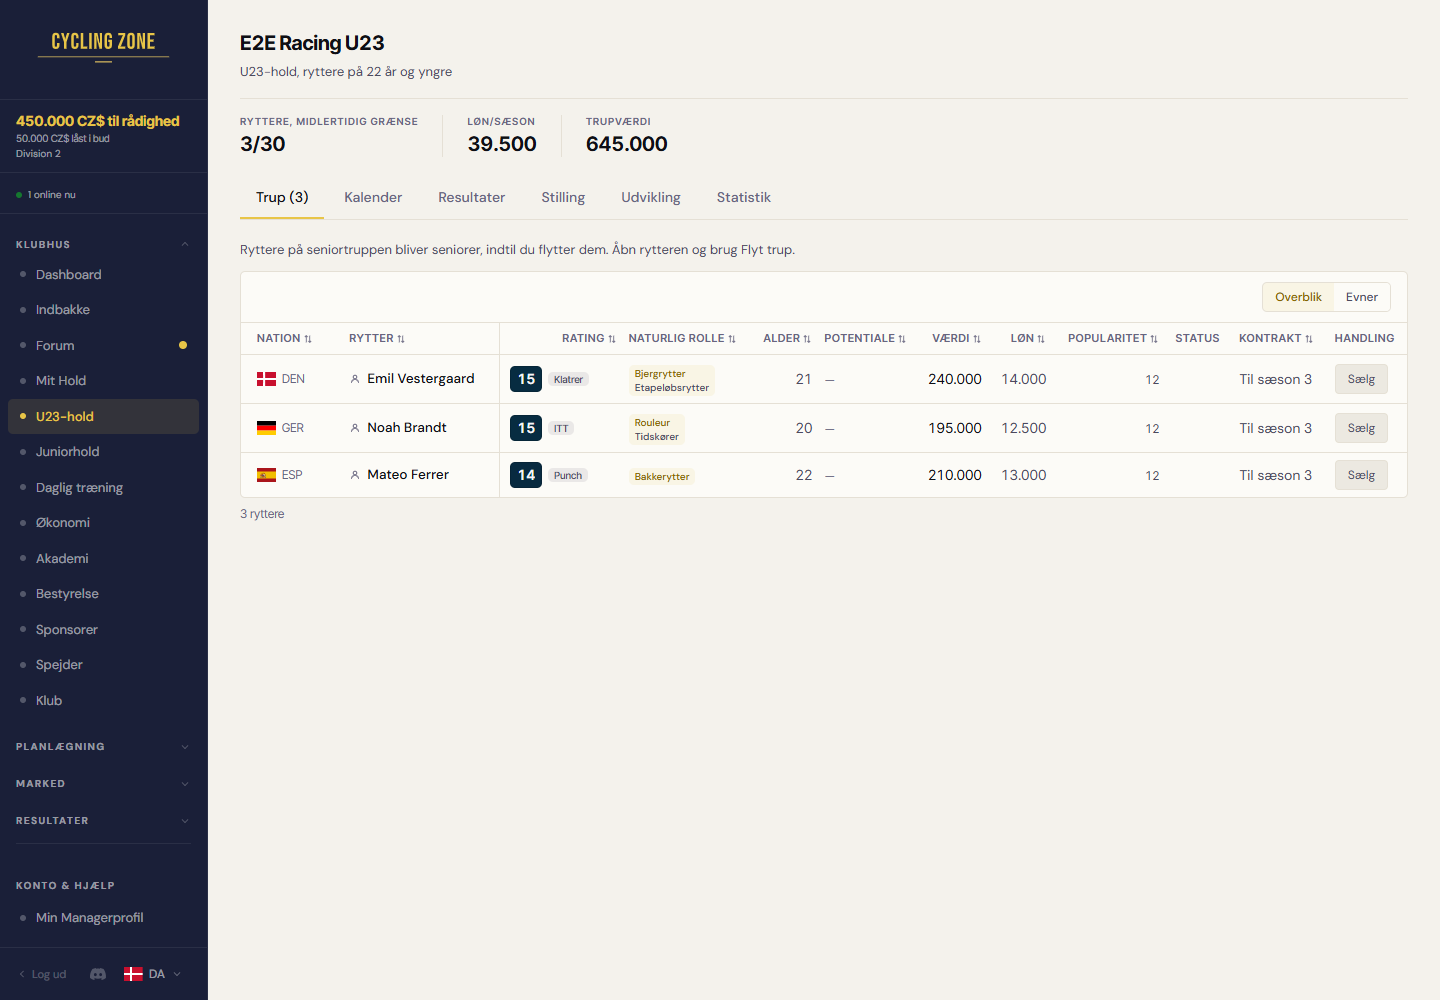 CYCLING ZONE
450.000 CZ$ til rådighed
50.000 CZ$ låst i bud
Division 2
1 online nu
KLUBHUS
Dashboard
Indbakke
Forum
Mit Hold
U23-hold
Juniorhold
Daglig træning
Økonomi
Akademi
Bestyrelse
Sponsorer
Spejder
Klub
PLANLÆGNING
MARKED
RESULTATER
KONTO & HJÆLP
Min Managerprofil
Log ud DA
E2E Racing U23
U23-hold, ryttere på 22 år og yngre
RYTTERE, MIDLERTIDIG GRÆNSE LØN/SÆSON TRUPVÆRDI
3/30 39.500 645.000
Trup (3) Kalender Resultater Stilling Udvikling Statistik
Ryttere på seniortruppen bliver seniorer, indtil du flytter dem. Åbn rytteren og brug Flyt trup.
Overblik Evner
NATION RYTTER RATING NATURLIG ROLLE ALDER POTENTIALE VÆRDI LØN POPULARITET STATUS KONTRAKT HANDLING
DEN Emil Vestergaard 15 Klatrer Bjergrytter Etapeløbsrytter 21 – 240.000 14.000 12 Til sæson 3 Sælg
GER Noah Brandt 15 ITT Rouleur Tidskører 20 – 195.000 12.500 12 Til sæson 3 Sælg
ESP Mateo Ferrer 14 Punch Bakkerytter 22 – 210.000 13.000 12 Til sæson 3 Sælg
3 ryttere